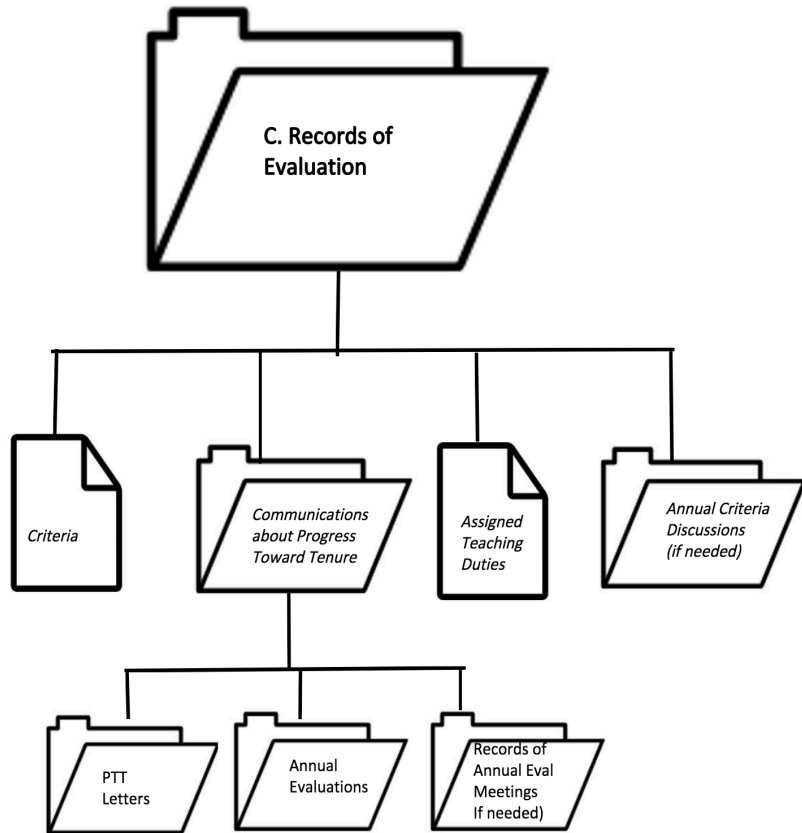 C. Records of
Evaluation
Criteria
Communications
about Progress
Toward Tenure
Assigned
Teaching
Duties
Annual Criteria
Discussions
(if needed)
PTT
Letters
Annual
Evaluations
Records of
Annual Eval
Meetings
If needed)